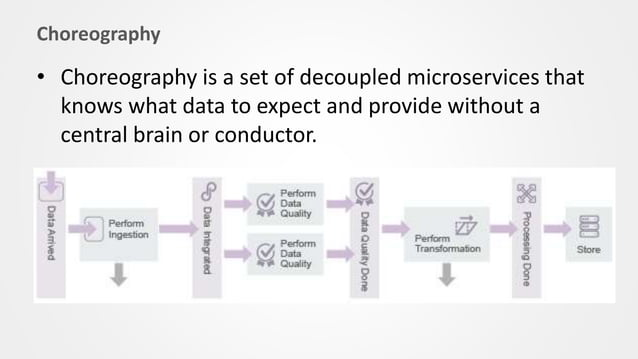 Choreography
• Choreography is a set of decoupled microservices that
knows what data to expect and provide without a
central brain or conductor.
Data Arrived
Perform
Ingestion
Data Integrated
Perform
Data
Quality
Perform
Data
Quality
Data Quality Done
Perform
Transformation
Processing Done
Store